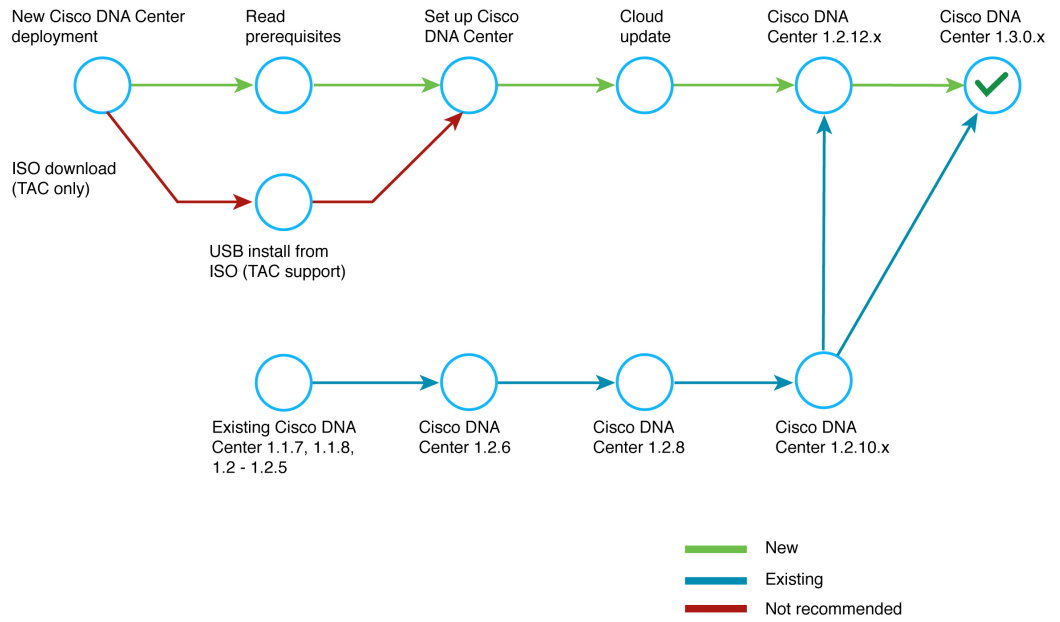 New Cisco DNA Center
deployment
Read
prerequisites
Set up Cisco
DNA Center
Cloud
update
Cisco DNA
Center 1.2.12.x
Cisco DNA
Center 1.3.0.x
ISO download
(TAC only)
USB install from
ISO (TAC support)
Existing Cisco DNA
Center 1.1.7, 1.1.8,
1.2 - 1.2.5
Cisco DNA
Center 1.2.6
Cisco DNA
Center 1.2.8
Cisco DNA
Center 1.2.10.x
New
Existing
Not recommended